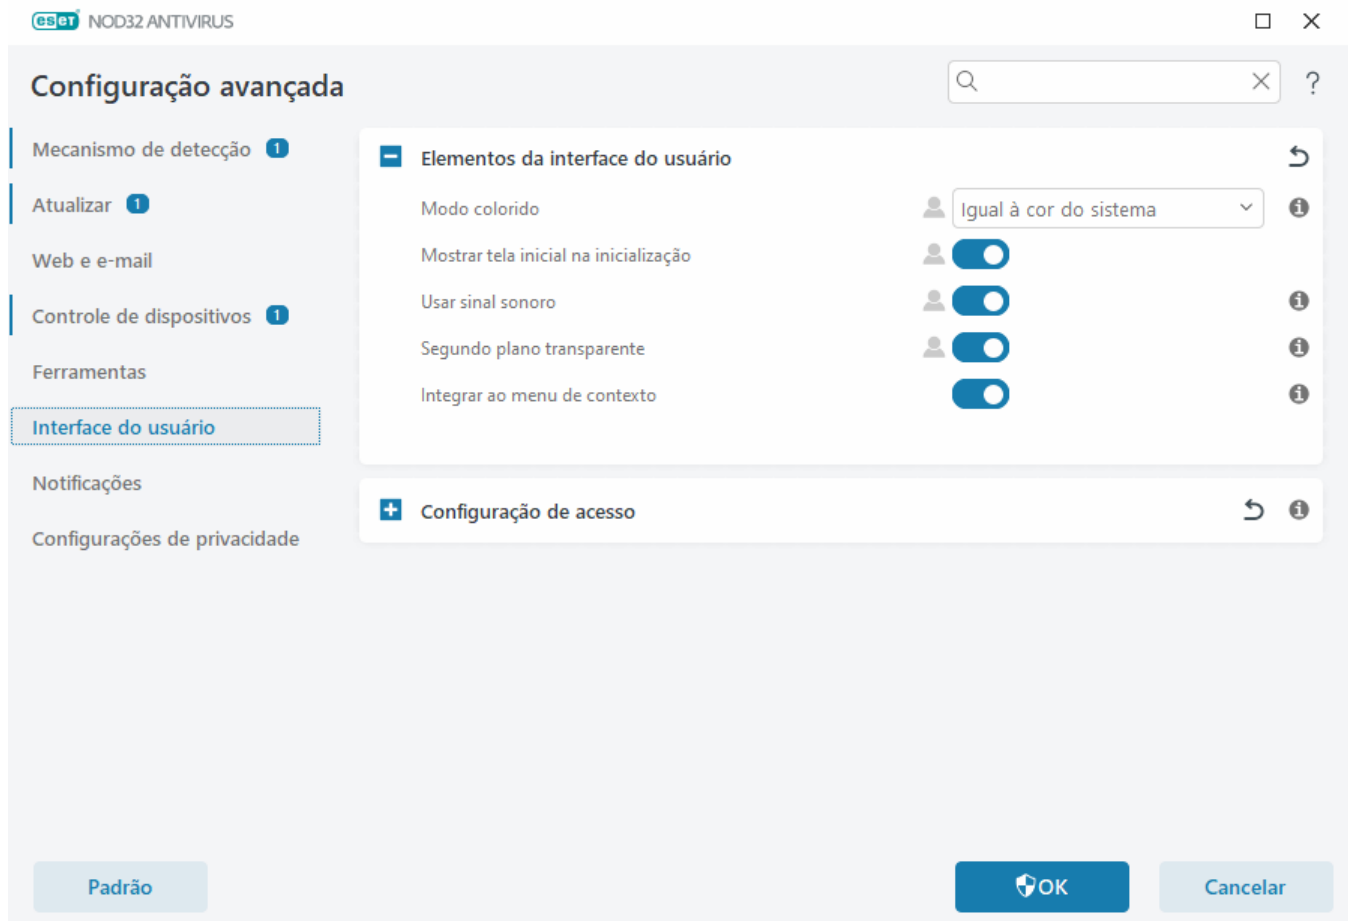 eset NOD32 ANTIVIRUS
Configuração avançada
?
Mecanismo de detecção 1
Atualizar 1
Web e e-mail
Controle de dispositivos 1
Ferramentas
Interface do usuário
Notificações
Configurações de privacidade
Elementos da interface do usuário
Modo colorido
Igual à cor do sistema
Mostrar tela inicial na inicialização
Usar sinal sonoro
Segundo plano transparente
Integrar ao menu de contexto
Configuração de acesso
Padrão
OK
Cancelar